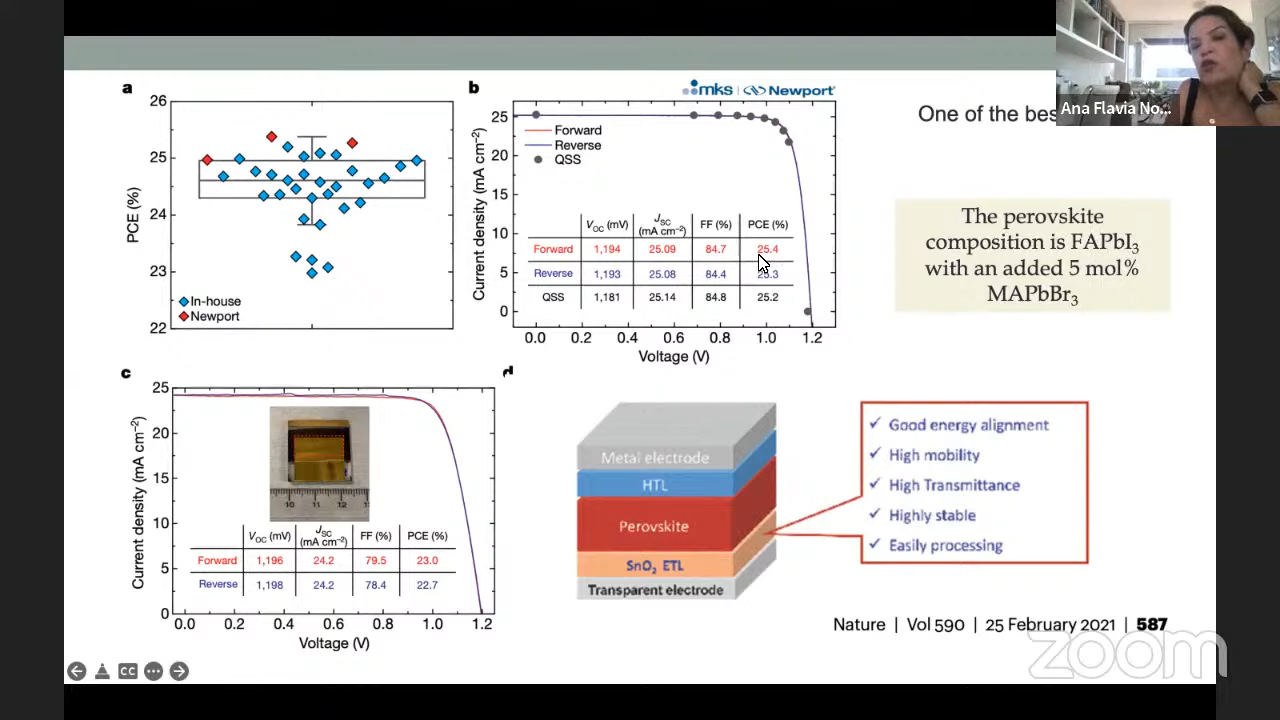 Ana Flavia No...
One of the bes
a
26
25
24
23
22
PCE (%)
In-house
Newport
b
mks | Newport
25
20
15
10
5
0
Current density (mA cm⁻²)
Forward
Reverse
QSS
V_OC (mV) J_SC (mA cm⁻²) FF (%) PCE (%)
Forward 1,194 25.09 84.7 25.4
Reverse 1,193 25.08 84.4 25.3
QSS 1,181 25.14 84.8 25.2
0.0 0.2 0.4 0.6 0.8 1.0 1.2
Voltage (V)
The perovskite
composition is FAPbI₃
with an added 5 mol%
MAPbBr₃
c
25
20
15
10
5
0
Current density (mA cm⁻²)
10 11 12
V_OC (mV) J_SC (mA cm⁻²) FF (%) PCE (%)
Forward 1,196 24.2 79.5 23.0
Reverse 1,198 24.2 78.4 22.7
0.0 0.2 0.4 0.6 0.8 1.0 1.2
Voltage (V)
Metal electrode
HTL
Perovskite
SnO₂ ETL
Transparent electrode
✓ Good energy alignment
✓ High mobility
✓ High Transmittance
✓ Highly stable
✓ Easily processing
Nature | Vol 590 | 25 February 2021 | 587
zoom
CC